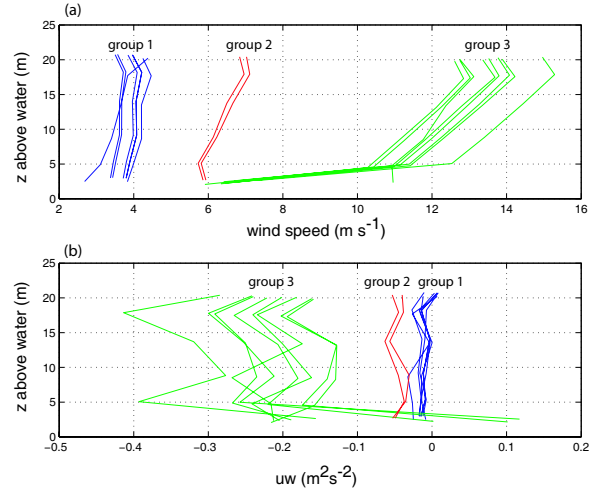 (a)
group 1 group 2 group 3
25
20
15
10
5
0
z above water (m)
2 4 6 8 10 12 14 16
wind speed (m s⁻¹)
(b)
group 3 group 2 group 1
25
20
15
10
5
0
z above water (m)
−0.5 −0.4 −0.3 −0.2 −0.1 0 0.1 0.2
uw (m²s⁻²)